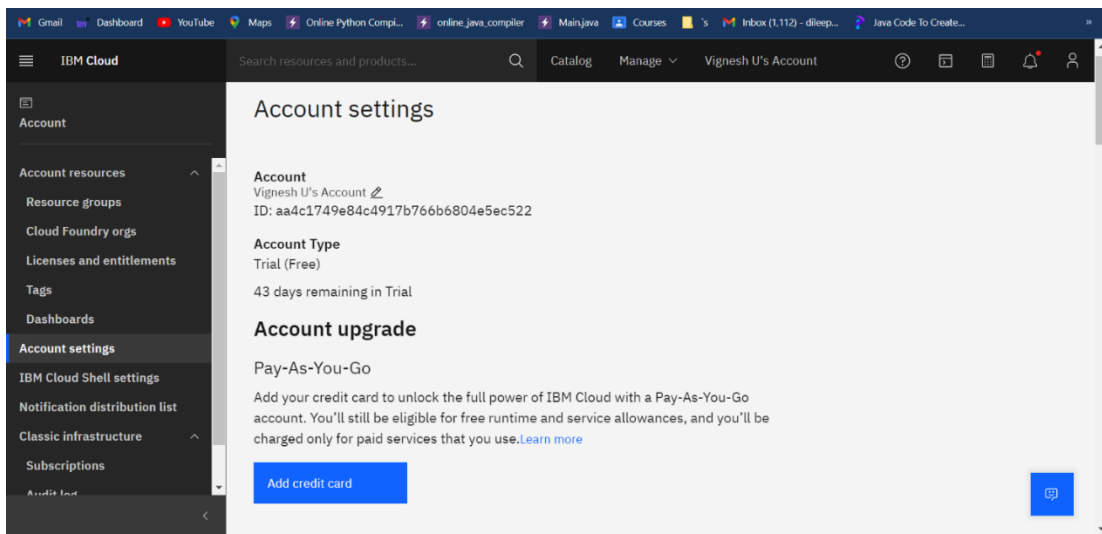 Gmail Dashboard YouTube Maps Online Python Compi... online_java_compiler Main.java Courses `s Inbox (1,112) - dileep... Java Code To Create... »
IBM Cloud
Search resources and products...
Catalog Manage Vignesh U's Account
Account
Account resources
Resource groups
Cloud Foundry orgs
Licenses and entitlements
Tags
Dashboards
Account settings
IBM Cloud Shell settings
Notification distribution list
Classic infrastructure
Subscriptions
Audit log
Account settings
Account
Vignesh U's Account
ID: aa4c1749e84c4917b766b6804e5ec522
Account Type
Trial (Free)
43 days remaining in Trial
Account upgrade
Pay-As-You-Go
Add your credit card to unlock the full power of IBM Cloud with a Pay-As-You-Go
account. You'll still be eligible for free runtime and service allowances, and you'll be
charged only for paid services that you use.Learn more
Add credit card